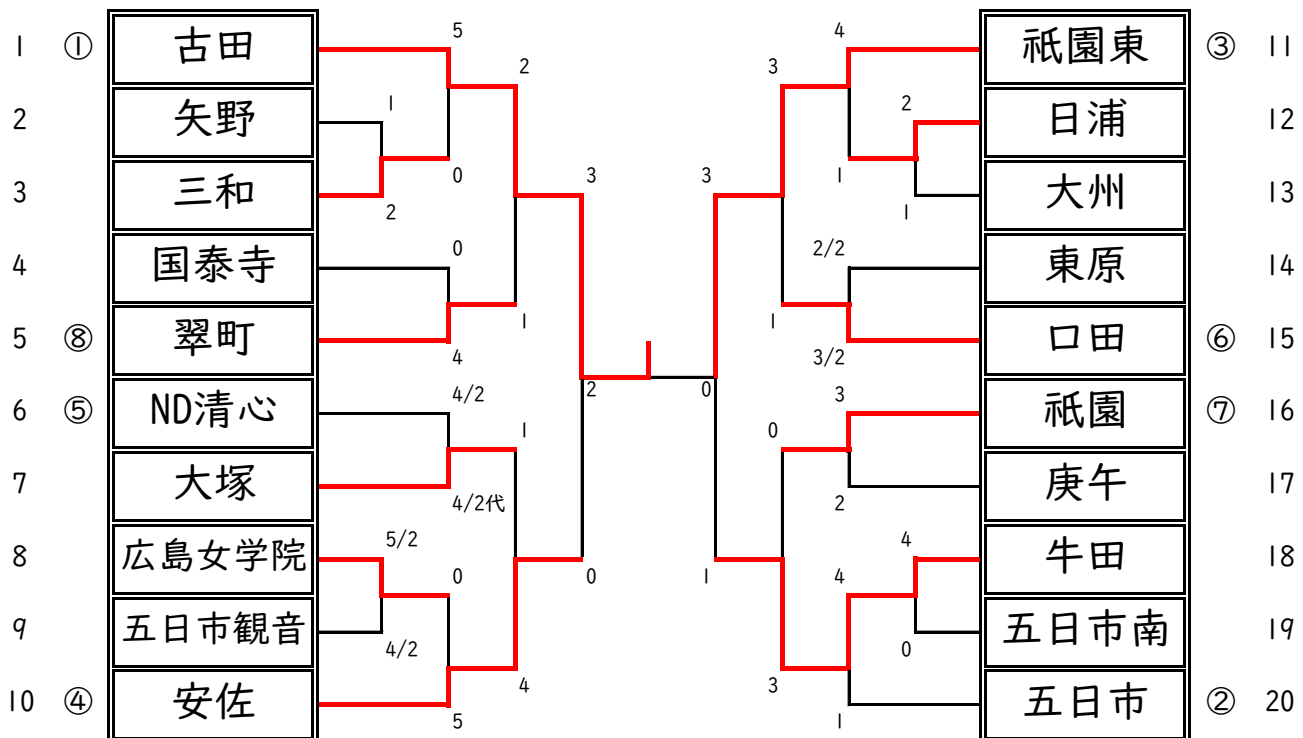 1 ① 古田 5 4 祇園東 ③ 11
2 3
2 矢野 1 2 日浦 12
3 三和 2 0 3 3 1 1 大州 13
4 国泰寺 0 2/2 東原 14
5 ⑧ 翠町 4 1 1 3/2 口田 ⑥ 15
2 0
6 ⑤ ND清心 4/2 3 祇園 ⑦ 16
1 0
7 大塚 4/2代 2 庚午 17
8 広島女学院 5/2 0 0 1 4 4 牛田 18
9 五日市観音 4/2 0 五日市南 19
4 3
10 ④ 安佐 5 1 五日市 ② 20